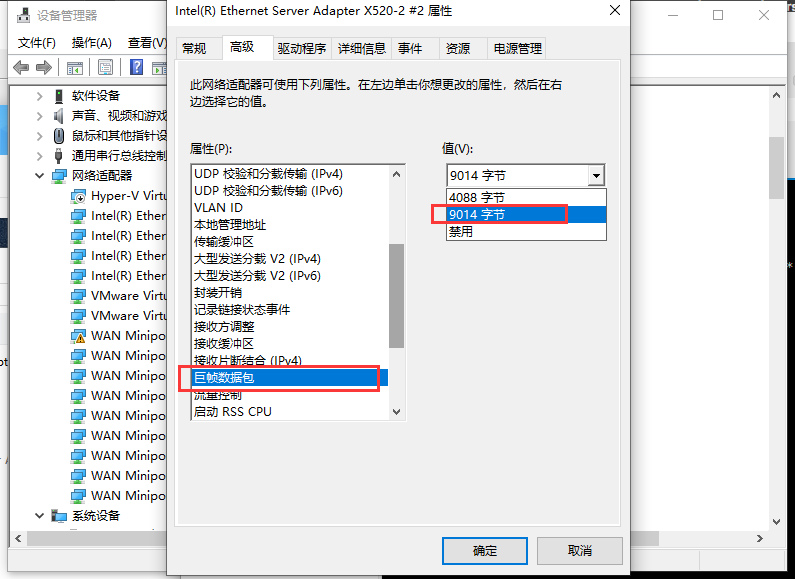 设备管理器
文件(F) 操作(A) 查看(V)
软件设备
声音、视频和游戏
鼠标和其他指针设
通用串行总线控制
网络适配器
Hyper-V Virtu
Intel(R) Ether
Intel(R) Ether
Intel(R) Ether
Intel(R) Ether
VMware Virtu
VMware Virtu
WAN Minipo
WAN Minipo
WAN Minipo
WAN Minipo
WAN Minipo
WAN Minipo
WAN Minipo
WAN Minipo
WAN Minipo
系统设备
Intel(R) Ethernet Server Adapter X520-2 #2 属性
常规 高级 驱动程序 详细信息 事件 资源 电源管理
此网络适配器可使用下列属性。在左边单击你想更改的属性，然后在右
边选择它的值。
属性(P):
UDP 校验和分载传输 (IPv4)
UDP 校验和分载传输 (IPv6)
VLAN ID
本地管理地址
传输缓冲区
大型发送分载 V2 (IPv4)
大型发送分载 V2 (IPv6)
封装开销
记录链接状态事件
接收方调整
接收缓冲区
接收片断结合 (IPv4)
巨帧数据包
流量控制
启动 RSS CPU
值(V):
9014 字节
4088 字节
9014 字节
禁用
确定 取消